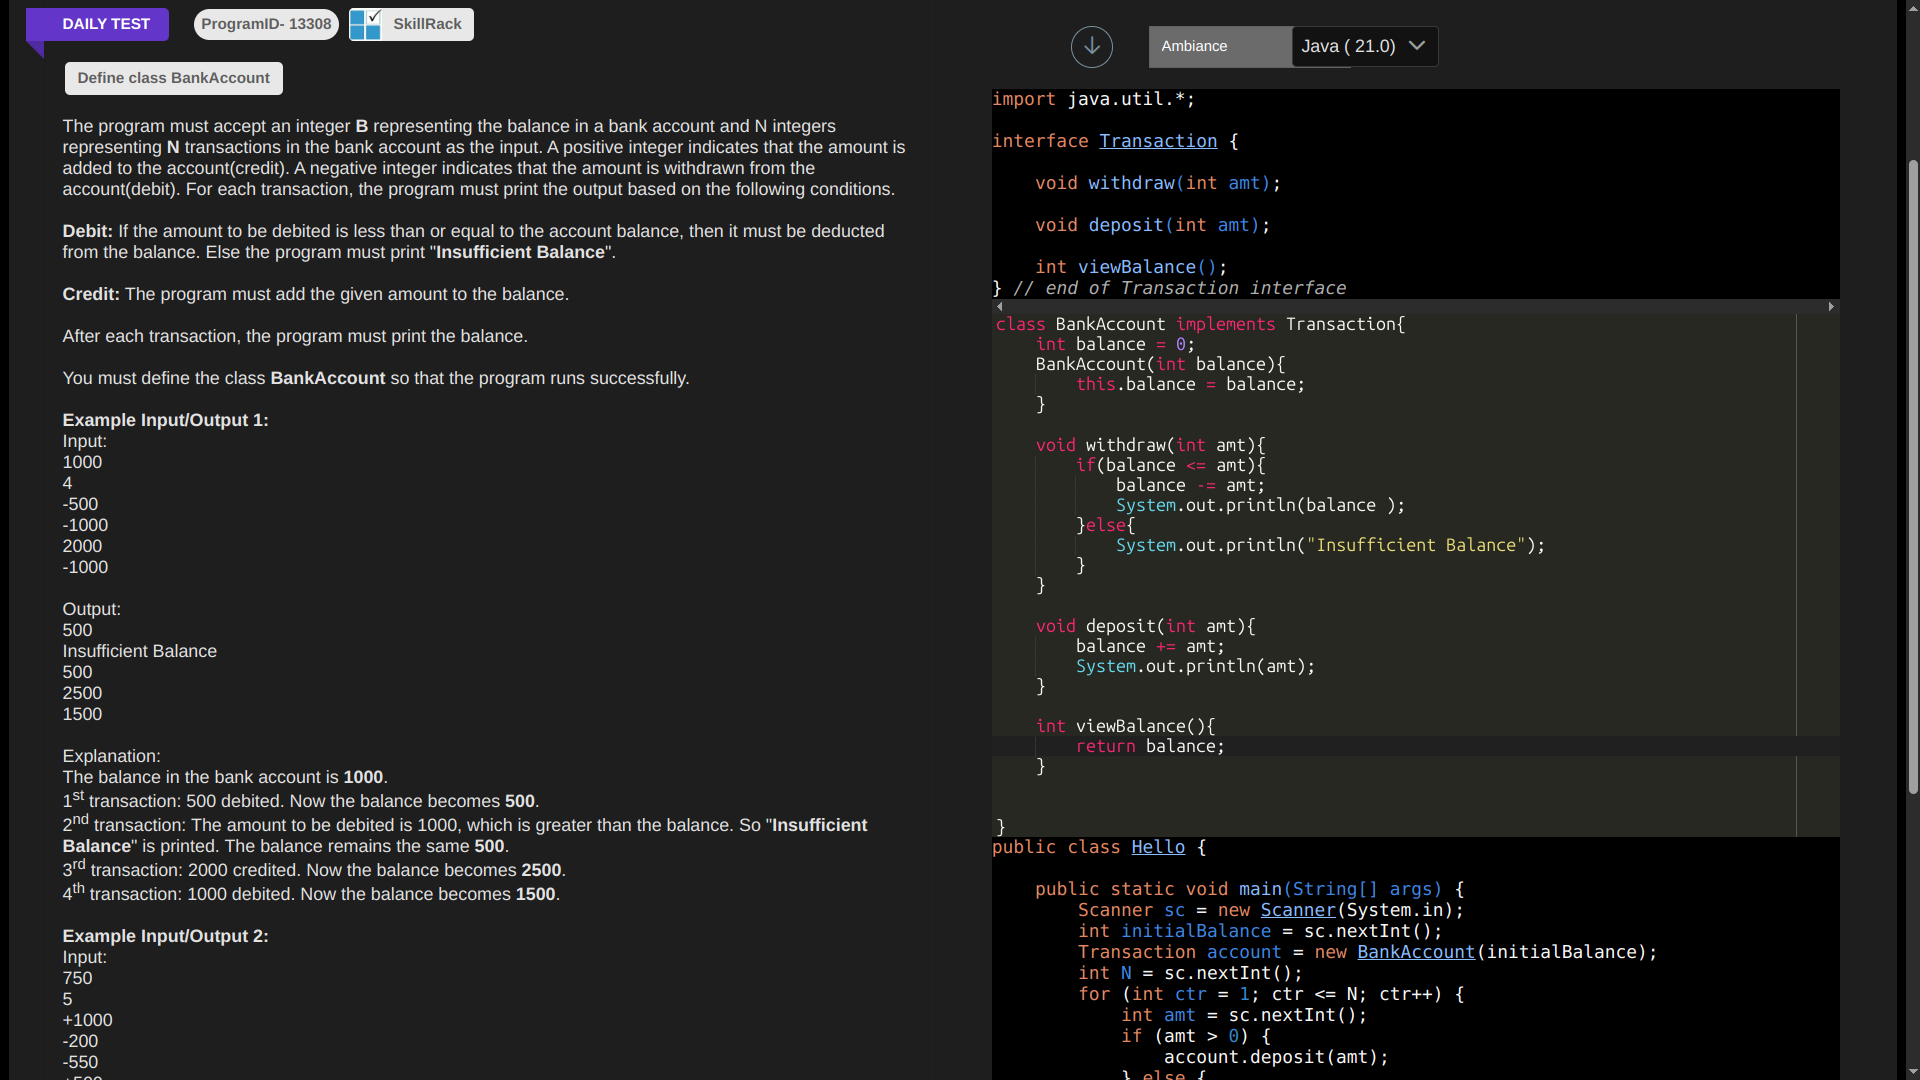 DAILY TEST
ProgramID- 13308
SkillRack
Define class BankAccount
The program must accept an integer B representing the balance in a bank account and N integers
representing N transactions in the bank account as the input. A positive integer indicates that the amount is
added to the account(credit). A negative integer indicates that the amount is withdrawn from the
account(debit). For each transaction, the program must print the output based on the following conditions.
Debit: If the amount to be debited is less than or equal to the account balance, then it must be deducted
from the balance. Else the program must print "Insufficient Balance".
Credit: The program must add the given amount to the balance.
After each transaction, the program must print the balance.
You must define the class BankAccount so that the program runs successfully.
Example Input/Output 1:
Input:
1000
4
-500
-1000
2000
-1000
Output:
500
Insufficient Balance
500
2500
1500
Explanation:
The balance in the bank account is 1000.
1st transaction: 500 debited. Now the balance becomes 500.
2nd transaction: The amount to be debited is 1000, which is greater than the balance. So "Insufficient
Balance" is printed. The balance remains the same 500.
3rd transaction: 2000 credited. Now the balance becomes 2500.
4th transaction: 1000 debited. Now the balance becomes 1500.
Example Input/Output 2:
Input:
750
5
+1000
-200
-550
Ambiance
Java ( 21.0)
import java.util.*;
interface Transaction {
void withdraw(int amt);
void deposit(int amt);
int viewBalance();
} // end of Transaction interface
class BankAccount implements Transaction{
int balance = 0;
BankAccount(int balance){
this.balance = balance;
}
void withdraw(int amt){
if(balance <= amt){
balance -= amt;
System.out.println(balance );
}else{
System.out.println("Insufficient Balance");
}
}
void deposit(int amt){
balance += amt;
System.out.println(amt);
}
int viewBalance(){
return balance;
}
}
public class Hello {
public static void main(String[] args) {
Scanner sc = new Scanner(System.in);
int initialBalance = sc.nextInt();
Transaction account = new BankAccount(initialBalance);
int N = sc.nextInt();
for (int ctr = 1; ctr <= N; ctr++) {
int amt = sc.nextInt();
if (amt > 0) {
account.deposit(amt);
} else {